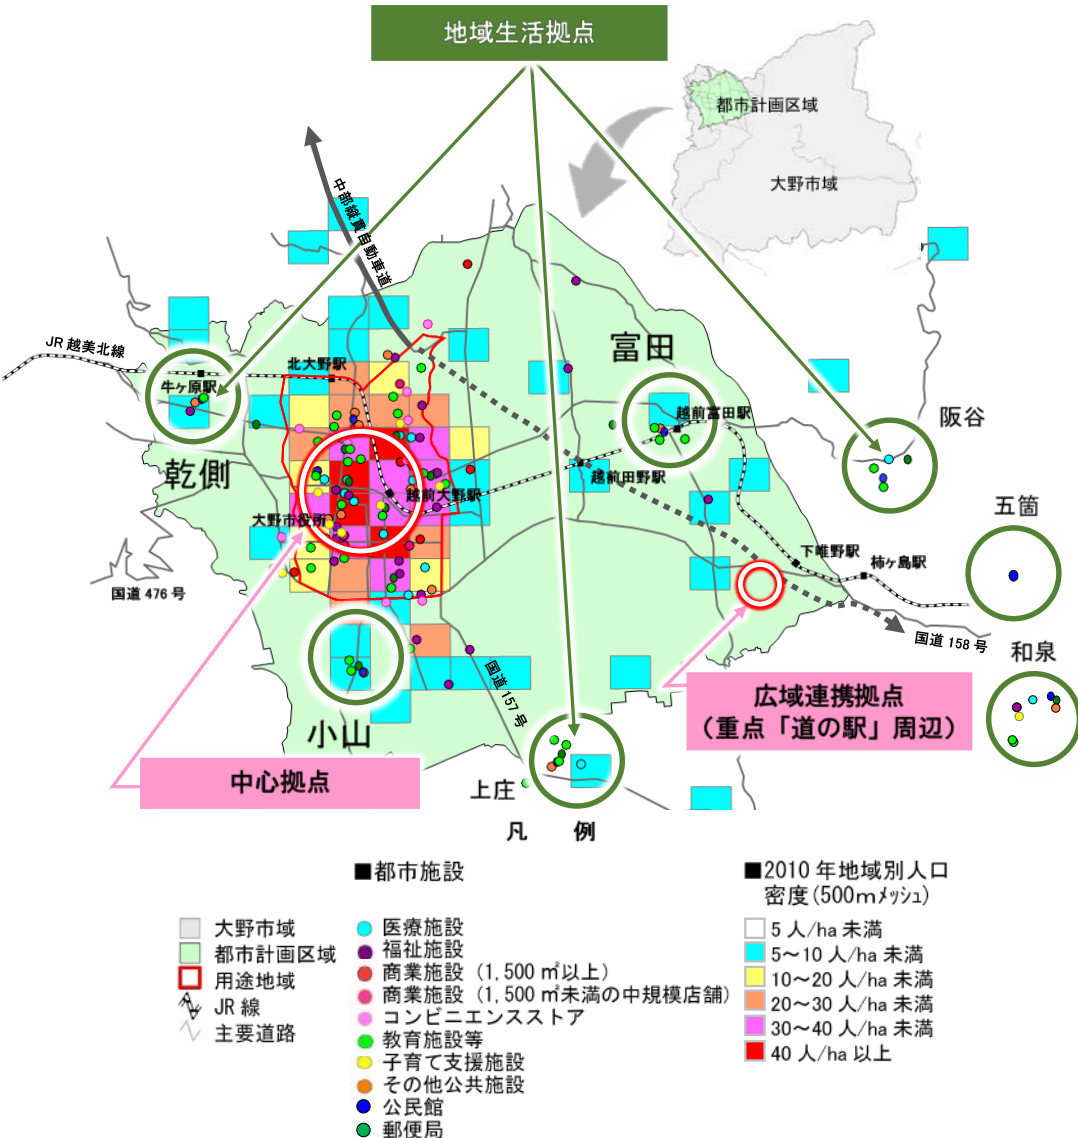 地域生活拠点
都市計画区域
大野市域
中部縦貫自動車道
JR 越美北線
北大野駅
牛ヶ原駅
富田
越前富田駅
阪谷
乾側
越前大野駅
越前田野駅
大野市役所
五箇
下唯野駅
柿ヶ島駅
国道 476 号
国道 158 号
和泉
国道 157 号
広域連携拠点
（重点「道の駅」周辺）
小山
中心拠点
上庄
凡 例
■都市施設
■2010 年地域別人口
密度(500mﾒｯｼｭ)
大野市域
都市計画区域
用途地域
JR 線
主要道路
医療施設
福祉施設
商業施設（1,500 ㎡以上）
商業施設（1,500 ㎡未満の中規模店舗）
コンビニエンスストア
教育施設等
子育て支援施設
その他公共施設
公民館
郵便局
5 人/ha 未満
5～10 人/ha 未満
10～20 人/ha 未満
20～30 人/ha 未満
30～40 人/ha 未満
40 人/ha 以上